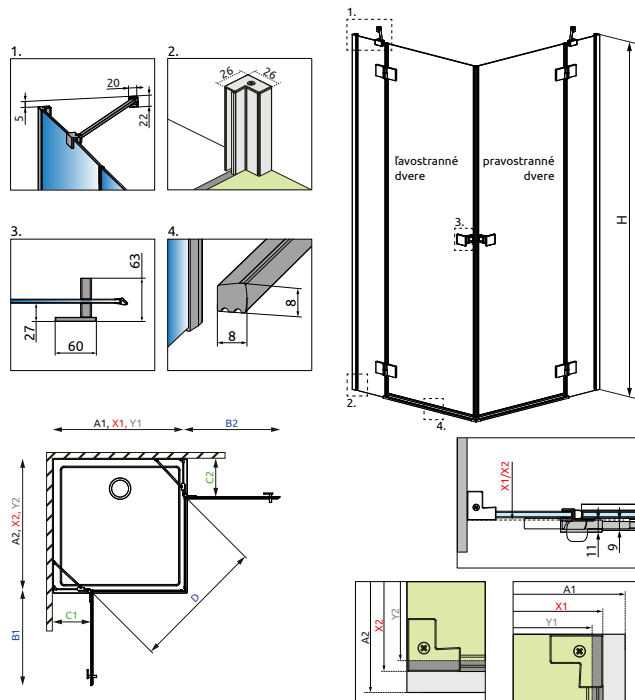 1.
20
5
22
2.
26
26
3.
63
27
60
4.
8
8
1.
ľavostranné
dvere
pravostranné
dvere
3.
H
2.
4.
A1, X1, Y1
B2
A2, X2, Y2
C2
B1
C1
D
X1/X2
11
9
A2
X2
Y2
A1
X1
Y1